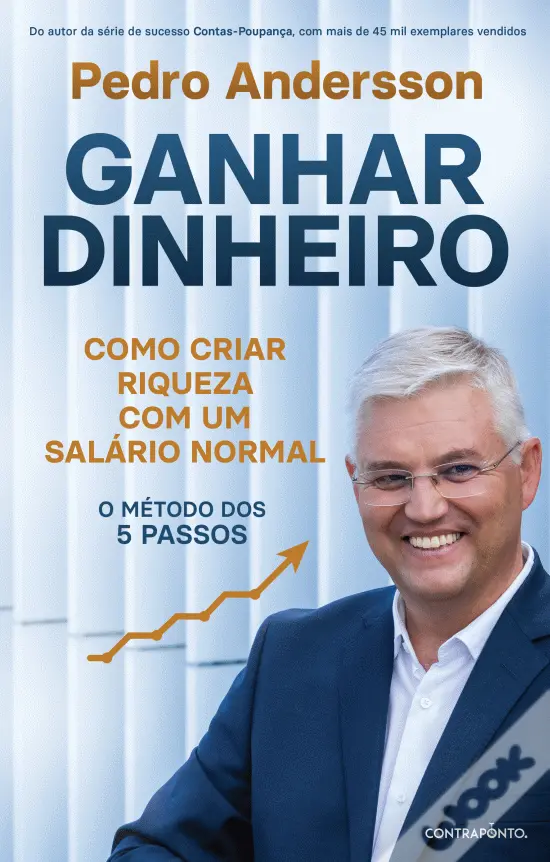 Do autor da série de sucesso Contas-Poupança, com mais de 45 mil exemplares vendidos
Pedro Andersson
GANHAR
DINHEIRO
COMO CRIAR
RIQUEZA
COM UM
SALÁRIO NORMAL
O MÉTODO DOS
5 PASSOS
ebook
CONTRAPONTO.